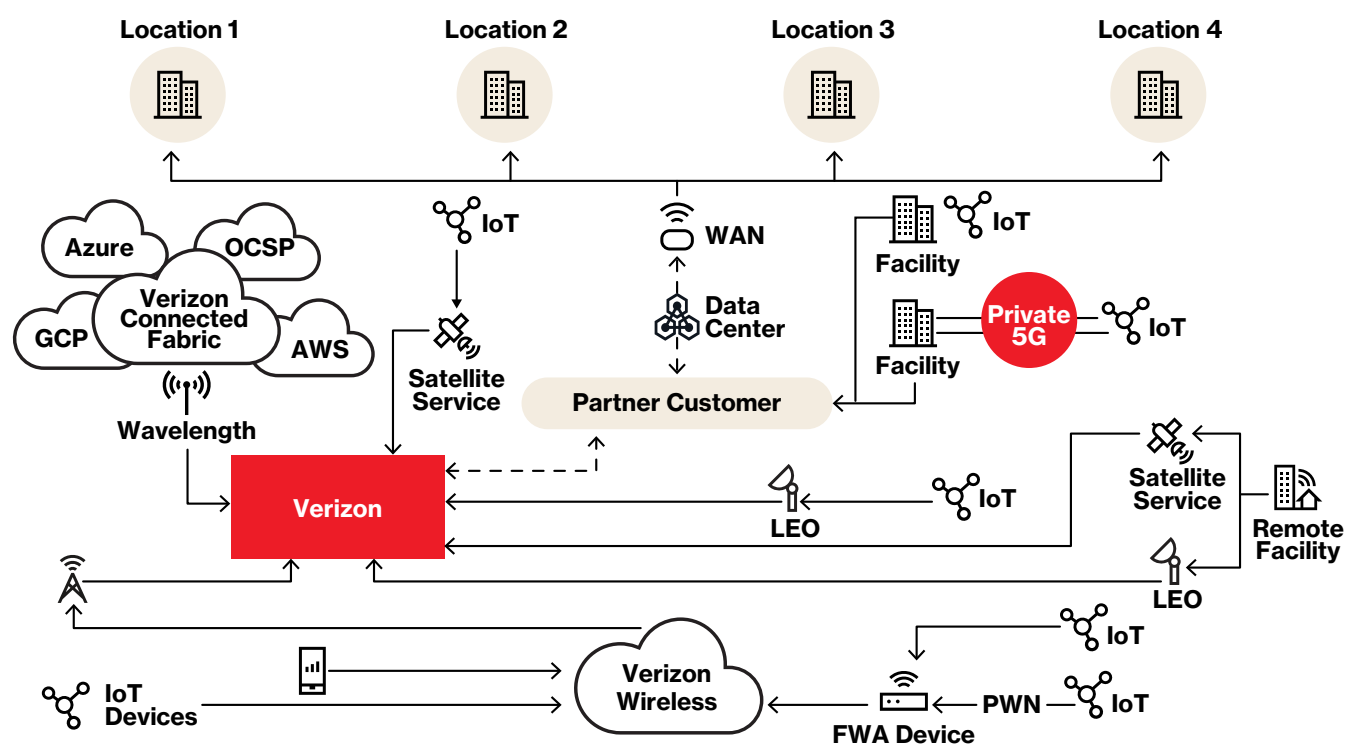 Location 1
Location 2
Location 3
Location 4
Azure
OCSP
Verizon
Connected
Fabric
GCP
AWS
Wavelength
IoT
Satellite
Service
WAN
Data
Center
Partner Customer
Facility
IoT
Facility
Private
5G
IoT
Verizon
LEO
IoT
Satellite
Service
Remote
Facility
LEO
IoT
Devices
Verizon
Wireless
IoT
FWA Device
PWN
IoT